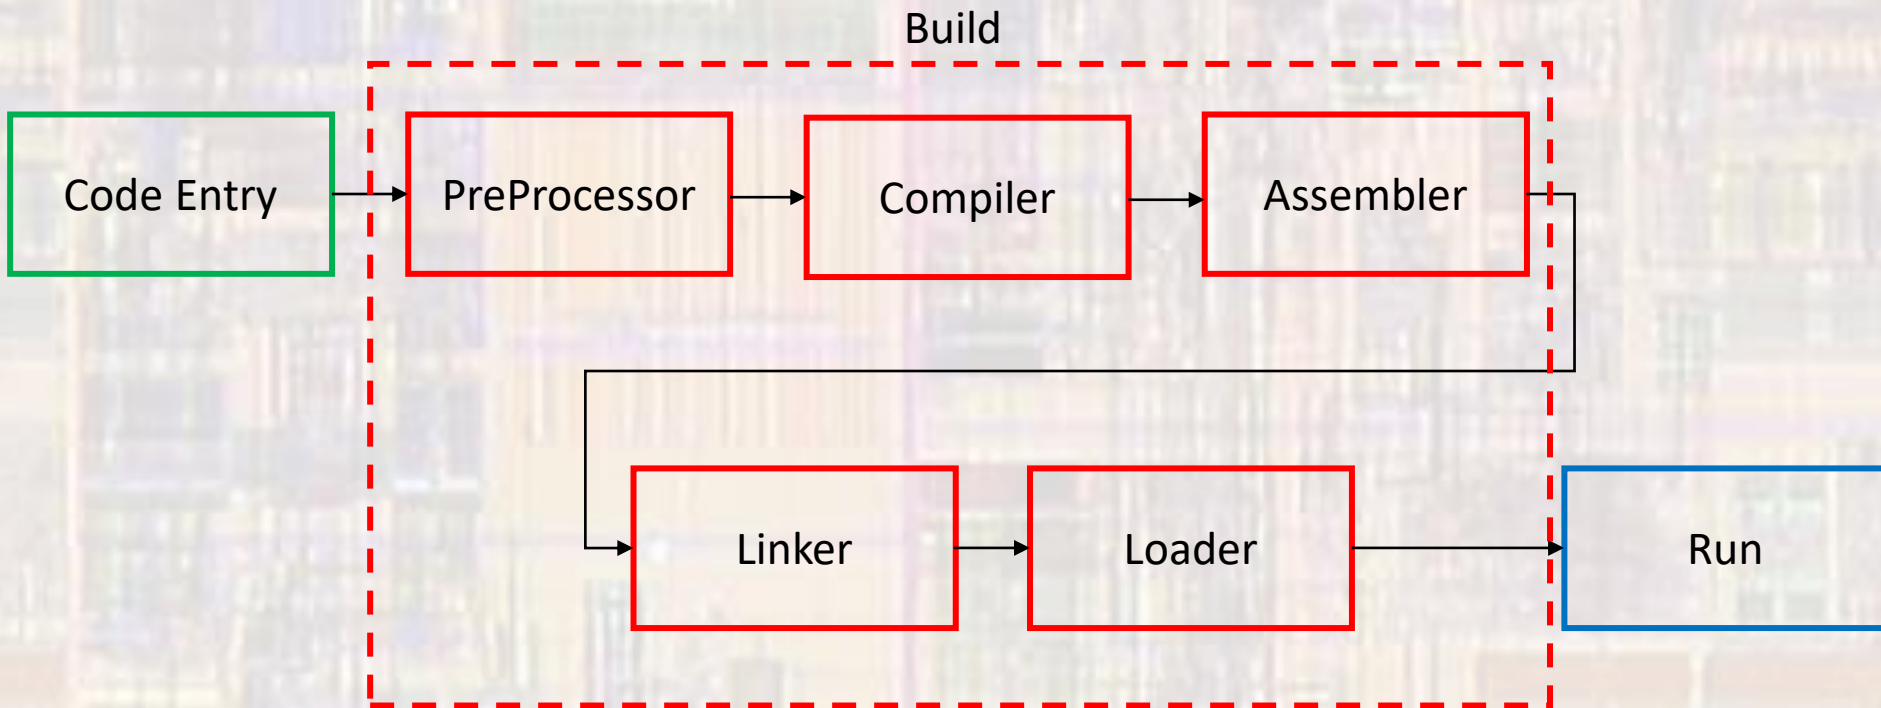 Build
Code Entry
PreProcessor
Compiler
Assembler
Linker
Loader
Run